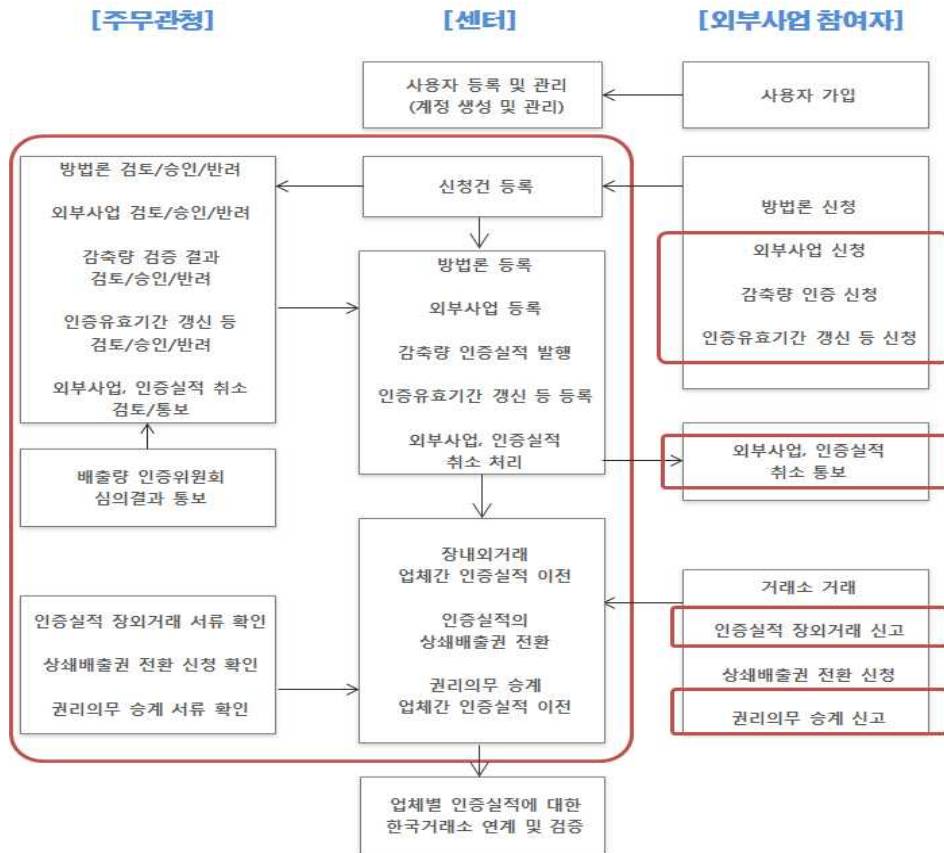 [주무관청]
[센터]
[외부사업 참여자]
사용자 등록 및 관리
(계정 생성 및 관리)
사용자 가입
방법론 검토/승인/반려
외부사업 검토/승인/반려
감축량 검증 결과
검토/승인/반려
인증유효기간 갱신 등
검토/승인/반려
외부사업, 인증실적 취소
검토/통보
신청건 등록
방법론 신청
외부사업 신청
감축량 인증 신청
인증유효기간 갱신 등 신청
방법론 등록
외부사업 등록
감축량 인증실적 발행
인증유효기간 갱신 등 등록
외부사업, 인증실적
취소 처리
배출량 인증위원회
심의결과 통보
외부사업, 인증실적
취소 통보
장내외거래
업체간 인증실적 이전
인증실적의
상쇄배출권 전환
권리의무 승계
업체간 인증실적 이전
인증실적 장외거래 서류 확인
상쇄배출권 전환 신청 확인
권리의무 승계 서류 확인
거래소 거래
인증실적 장외거래 신고
상쇄배출권 전환 신청
권리의무 승계 신고
업체별 인증실적에 대한
한국거래소 연계 및 검증